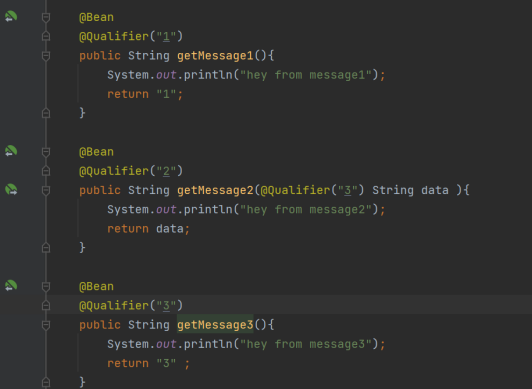 @Bean
@Qualifier("1")
public String getMessage1(){
System.out.println("hey from message1");
return "1";
}
@Bean
@Qualifier("2")
public String getMessage2(@Qualifier("3") String data ){
System.out.println("hey from message2");
return data;
}
@Bean
@Qualifier("3")
public String getMessage3(){
System.out.println("hey from message3");
return "3" ;
}